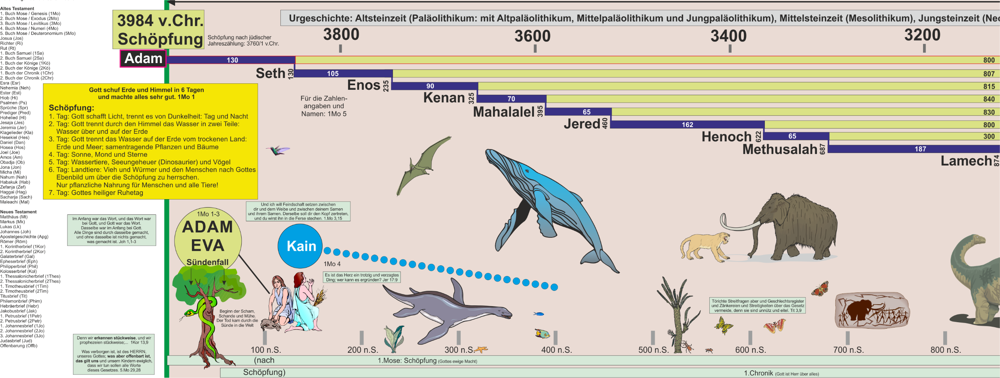 Altes Testament
1. Buch Mose / Genesis (1Mo)
2. Buch Mose / Exodus (2Mo)
3. Buch Mose / Levitikus (3Mo)
4. Buch Mose / Numeri (4Mo)
5. Buch Mose / Deuteronomium (5Mo)
Josua (Jos)
Richter (Ri)
Rut (Rt)
1. Buch Samuel (1Sa)
2. Buch Samuel (2Sa)
1. Buch der Könige (1Kö)
2. Buch der Könige (2Kö)
1. Buch der Chronik (1Chr)
2. Buch der Chronik (2Chr)
Esra (Esr)
Nehemia (Neh)
Ester (Est)
Hiob (Hi)
Psalmen (Ps)
Sprüche (Spr)
Prediger (Pred)
Hohelied (Hl)
Jesaja (Jes)
Jeremia (Jer)
Klagelieder (Kla)
Hesekiel (Hes)
Daniel (Dan)
Hosea (Hos)
Joel (Joe)
Amos (Am)
Obadja (Ob)
Jona (Jon)
Micha (Mi)
Nahum (Nah)
Habakuk (Hab)
Zefanja (Zef)
Haggai (Hag)
Sacharja (Sach)
Maleachi (Mal)
Neues Testament
Matthäus (Mt)
Markus (Mk)
Lukas (Lk)
Johannes (Joh)
Apostelgeschichte (Apg)
Römer (Röm)
1. Korintherbrief (1Kor)
2. Korintherbrief (2Kor)
Galaterbrief (Gal)
Epheserbrief (Eph)
Philipperbrief (Phil)
Kolosserbrief (Kol)
1. Thessalonicherbrief (1Thes)
2. Thessalonicherbrief (2Thes)
1. Timotheusbrief (1Tim)
2. Timotheusbrief (2Tim)
Titusbrief (Tit)
Philemonbrief (Phim)
Hebräerbrief (Hebr)
Jakobusbrief (Jak)
1. Petrusbrief (1Petr)
2. Petrusbrief (2Petr)
1. Johannesbrief (1Jo)
2. Johannesbrief (2Jo)
3. Johannesbrief (3Jo)
Judasbrief (Jud)
Offenbarung (Offb)
3984 v.Chr.
Schöpfung
Schöpfung nach jüdischer
Jahreszählung: 3760/1 v.Chr.
Urgeschichte: Altsteinzeit (Paläolithikum: mit Altpaläolithikum, Mittelpaläolithikum und Jungpaläolithikum), Mittelsteinzeit (Mesolithikum), Jungsteinzeit (Neo
3800
3600
3400
3200
Adam
130
800
Seth
130
105
807
Enos
235
90
815
Kenan
325
70
840
Mahalalel
395
65
830
Jered
460
162
800
Henoch
622
65
300
Methusalah
687
187
Lamech
874
Für die Zahlen-
angaben und
Namen: 1Mo 5
Gott schuf Erde und Himmel in 6 Tagen
und machte alles sehr gut. 1Mo 1
Schöpfung:
1. Tag: Gott schafft Licht, trennt es von Dunkelheit: Tag und Nacht
2. Tag: Gott trennt durch den Himmel das Wasser in zwei Teile:
Wasser über und auf der Erde
3. Tag: Gott trennt das Wasser auf der Erde vom trockenen Land:
Erde und Meer; samentragende Pflanzen und Bäume
4. Tag: Sonne, Mond und Sterne
5. Tag: Wassertiere, Seeungeheuer (Dinosaurier) und Vögel
6. Tag: Landtiere: Vieh und Würmer und den Menschen nach Gottes
Ebenbild um über die Schöpfung zu herrschen.
Nur pflanzliche Nahrung für Menschen und alle Tiere!
7. Tag: Gottes heiliger Ruhetag
Im Anfang war das Wort, und das Wort war
bei Gott, und Gott war das Wort.
Dasselbe war im Anfang bei Gott.
Alle Dinge sind durch dasselbe gemacht,
und ohne dasselbe ist nichts gemacht,
was gemacht ist. Joh 1,1-3
1Mo 1-3
ADAM
EVA
Sündenfall
Und ich will Feindschaft setzen zwischen
dir und dem Weibe und zwischen deinem Samen
und ihrem Samen. Derselbe soll dir den Kopf zertreten,
und du wirst ihn in die Ferse stechen. 1.Mo 3,15
Kain
1Mo 4
Es ist das Herz ein trotzig und verzagtes
Ding; wer kann es ergründen? Jer 17:9
Beginn der Scham,
Schande und Mühe.
Der Tod kam durch die
Sünde in die Welt
Törichte Streitfragen aber und Geschlechtsregister
und Zänkereien und Streitigkeiten über das Gesetz
vermeide, denn sie sind unnütz und eitel. Tit 3,9
Denn wir erkennen stückweise, und wir
prophezeien stückweise;... 1Kor 13,9
Was verborgen ist, ist des HERRN,
unseres Gottes; was aber offenbart ist,
das gilt uns und unsern Kindern ewiglich,
dass wir tun sollen alle Worte
dieses Gesetzes. 5.Mo 29,28
100 n.S.
200 n.S.
300 n.S.
400 n.S.
500 n.S.
600 n.S.
700 n.S.
800 n.S.
(nach
1.Mose: Schöpfung (Gottes ewige Macht)
Schöpfung)
1.Chronik (Gott ist Herr über alles)